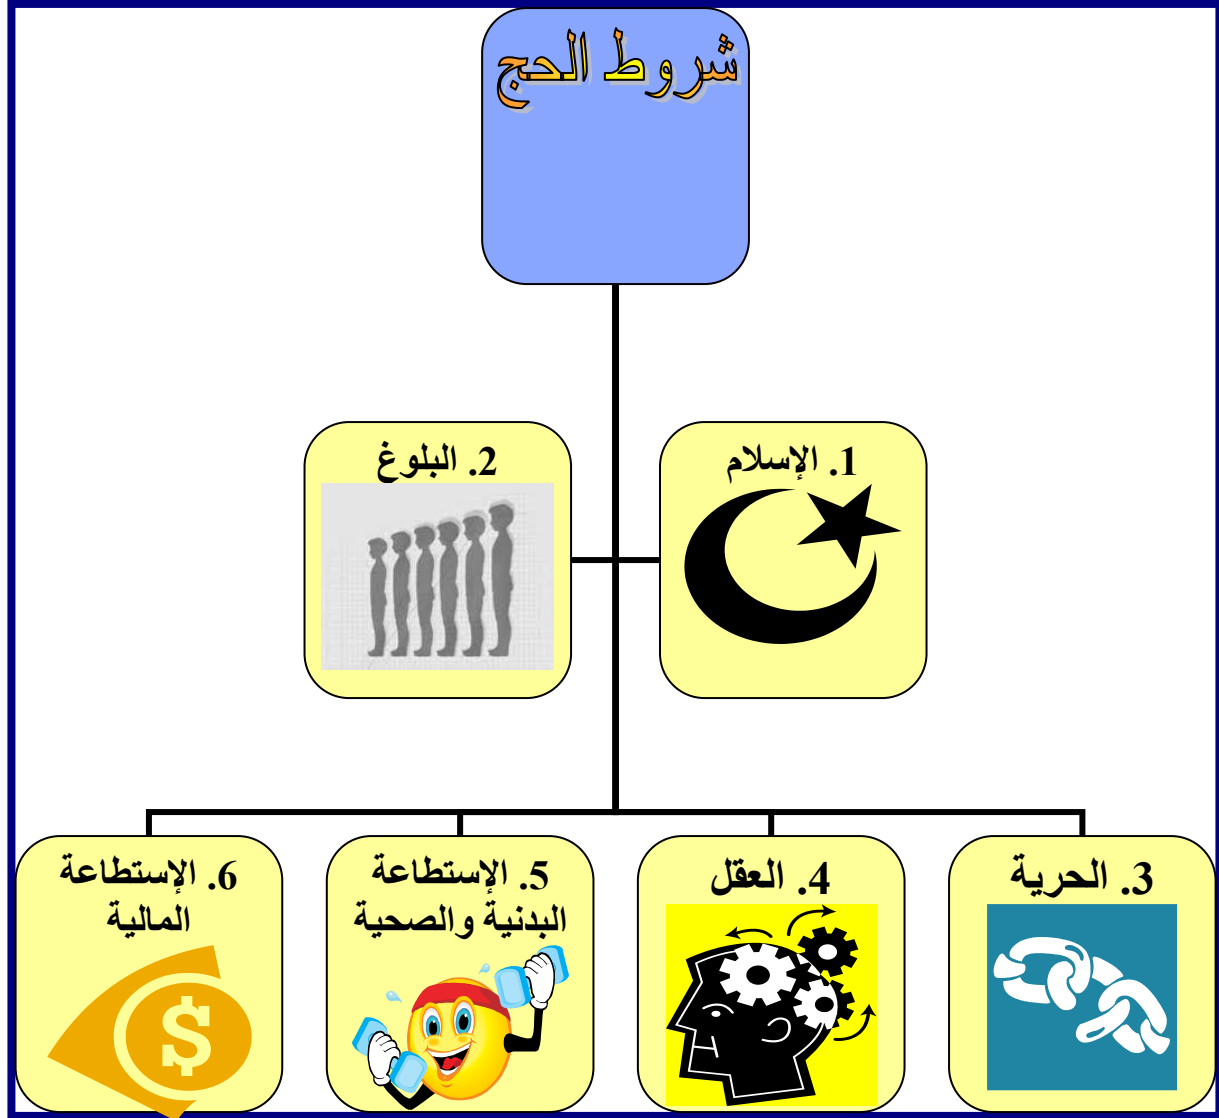 شروط الحج
1. الإسلام
2. البلوغ
3. الحرية
4. العقل
5. الإستطاعة
البدنية والصحية
6. الإستطاعة
المالية
$